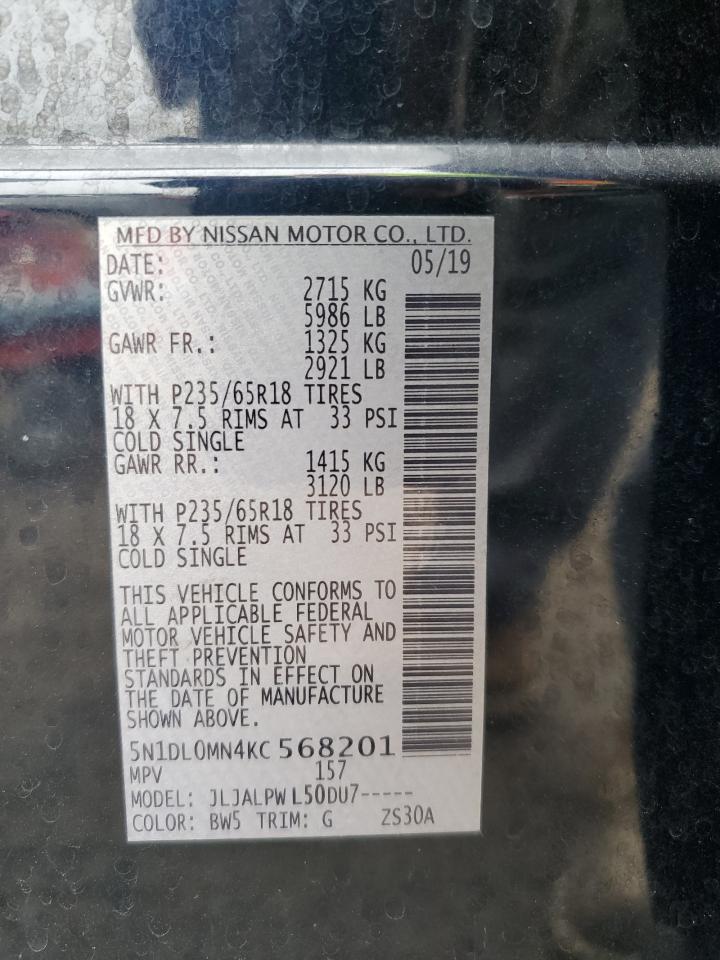 MFD BY NISSAN MOTOR CO., LTD.
DATE: 05/19
GVWR: 2715 KG
5986 LB
GAWR FR.: 1325 KG
2921 LB
WITH P235/65R18 TIRES
18 X 7.5 RIMS AT 33 PSI
COLD SINGLE
GAWR RR.: 1415 KG
3120 LB
WITH P235/65R18 TIRES
18 X 7.5 RIMS AT 33 PSI
COLD SINGLE
THIS VEHICLE CONFORMS TO
ALL APPLICABLE FEDERAL
MOTOR VEHICLE SAFETY AND
THEFT PREVENTION
STANDARDS IN EFFECT ON
THE DATE OF MANUFACTURE
SHOWN ABOVE.
5N1DL0MN4KC 568201
MPV 157
MODEL: JLJALPW L50DU7-----
COLOR: BW5 TRIM: G ZS30A